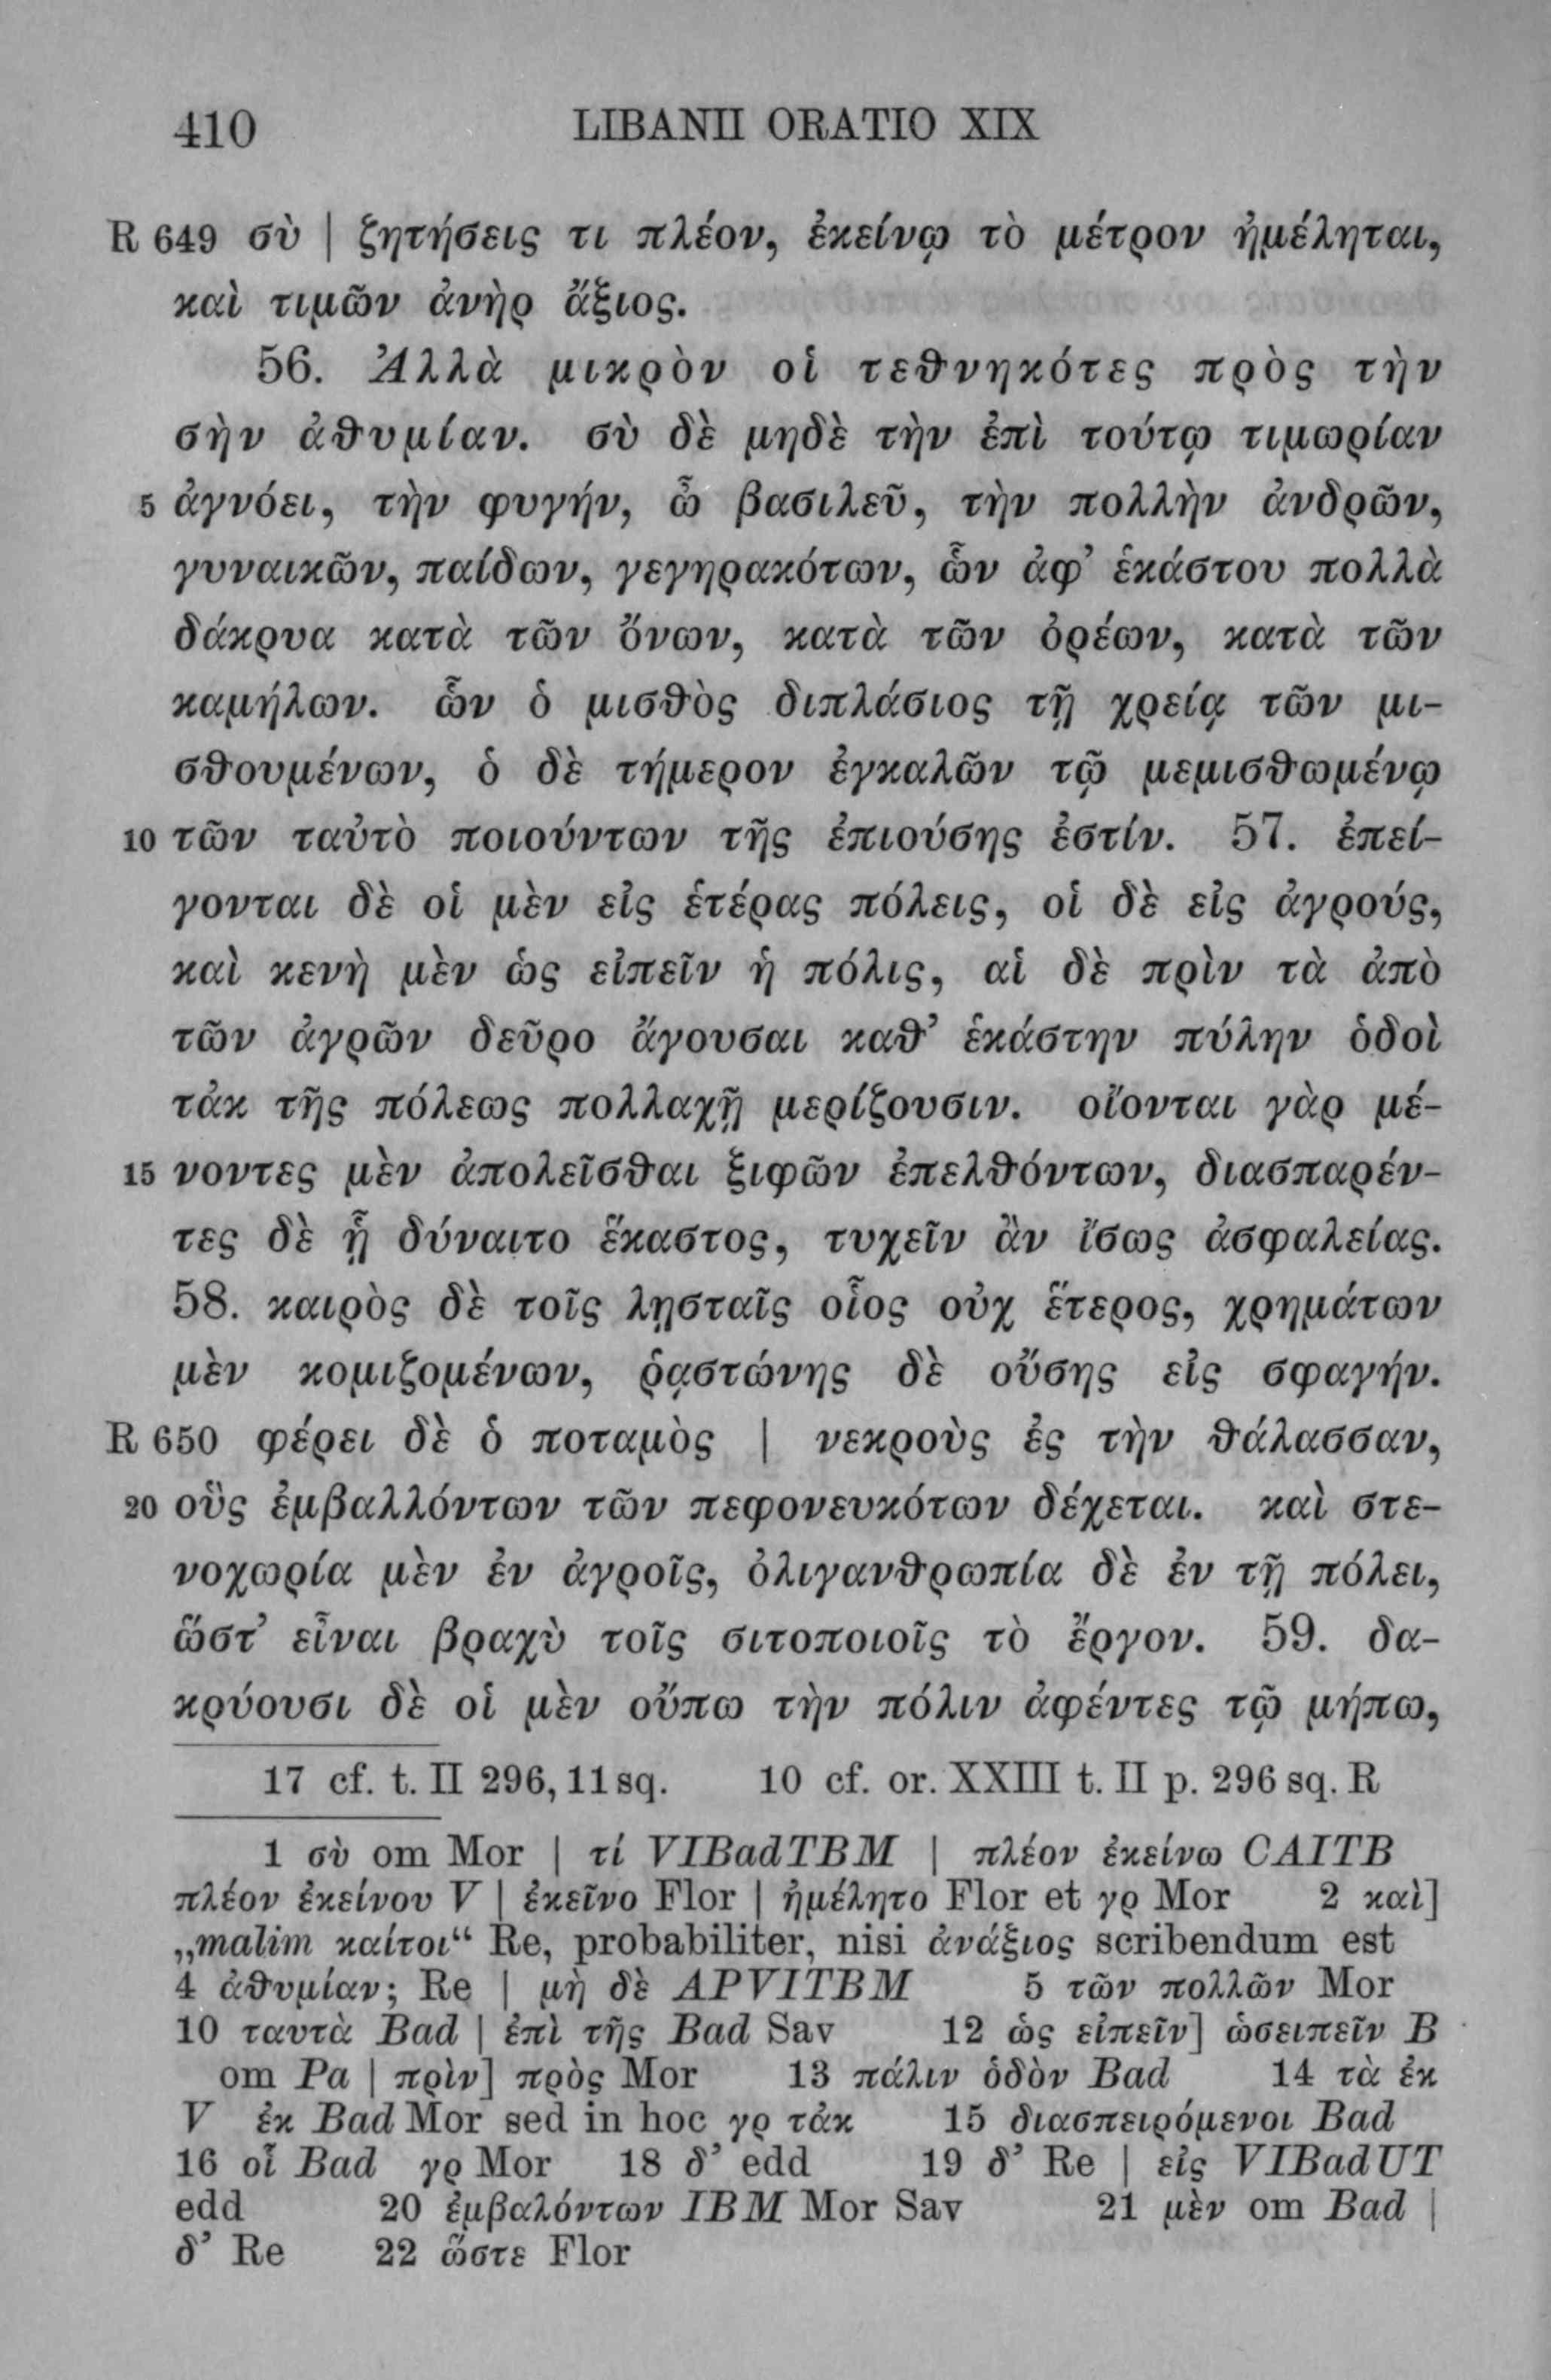 410 LIBANII ORATIO XIX
R 649 σὺ | ζητήσεις τι πλέον, ἐκείνῳ τὸ μέτρον ἠμέληται,
καὶ τιμῶν ἀνὴρ ἄξιος.
56. Ἀλλὰ μικρὸν οἱ τεθνηκότες πρὸς τὴν
σὴν ἀθυμίαν. σὺ δὲ μηδὲ τὴν ἐπὶ τούτῳ τιμωρίαν
5 ἀγνόει, τὴν φυγήν, ὦ βασιλεῦ, τὴν πολλὴν ἀνδρῶν,
γυναικῶν, παίδων, γεγηρακότων, ὧν ἀφ’ ἑκάστου πολλὰ
δάκρυα κατὰ τῶν ὄνων, κατὰ τῶν ὀρέων, κατὰ τῶν
καμήλων. ὧν ὁ μισθὸς διπλάσιος τῇ χρείᾳ τῶν μι-
σθουμένων, ὁ δὲ τήμερον ἐγκαλῶν τῷ μεμισθωμένῳ
10 τῶν ταὐτὸ ποιούντων τῆς ἐπιούσης ἐστίν. 57. ἐπεί-
γονται δὲ οἱ μὲν εἰς ἑτέρας πόλεις, οἱ δὲ εἰς ἀγρούς,
καὶ κενὴ μὲν ὡς εἰπεῖν ἡ πόλις, αἱ δὲ πρὶν τὰ ἀπὸ
τῶν ἀγρῶν δεῦρο ἄγουσαι καθ’ ἑκάστην πύλην ὁδοὶ
τἀκ τῆς πόλεως πολλαχῇ μερίζουσιν. οἴονται γὰρ μέ-
15 νοντες μὲν ἀπολεῖσθαι ξιφῶν ἐπελθόντων, διασπαρέν-
τες δὲ ᾗ δύναιτο ἕκαστος, τυχεῖν ἂν ἴσως ἀσφαλείας.
58. καιρὸς δὲ τοῖς λῃσταῖς οἷος οὐχ ἕτερος, χρημάτων
μὲν κομιζομένων, ῥᾳστώνης δὲ οὔσης εἰς σφαγήν.
R 650 φέρει δὲ ὁ ποταμὸς | νεκροὺς ἐς τὴν θάλασσαν,
20 οὓς ἐμβαλλόντων τῶν πεφονευκότων δέχεται. καὶ στε-
νοχωρία μὲν ἐν ἀγροῖς, ὀλιγανθρωπία δὲ ἐν τῇ πόλει,
ὥστ’ εἶναι βραχὺ τοῖς σιτοποιοῖς τὸ ἔργον. 59. δα-
κρύουσι δὲ οἱ μὲν οὔπω τὴν πόλιν ἀφέντες τῷ μήπω,
17 cf. t. II 296, 11 sq. 10 cf. or. XXIII t. II p. 296 sq. R
1 σὺ om Mor | τί VIBadTBM | πλέον ἐκείνω CAITB
πλέον ἐκείνου V | ἐκεῖνο Flor | ἠμέλητο Flor et γρ Mor 2 καὶ]
„malim καίτοι“ Re, probabiliter, nisi ἀνάξιος scribendum est
4 ἀθυμίαν; Re | μὴ δὲ APVITBM 5 τῶν πολλῶν Mor
10 ταυτὰ Bad | ἐπὶ τῆς Bad Sav 12 ὡς εἰπεῖν] ὡσειπεῖν B
om Pa | πρὶν] πρὸς Mor 13 πάλιν ὁδὸν Bad 14 τὰ ἐκ
V ἐκ Bad Mor sed in hoc γρ τἀκ 15 διασπειρόμενοι Bad
16 οἷ Bad γρ Mor 18 δ’ edd 19 δ’ Re | εἰς VIBadUT
edd 20 ἐμβαλόντων IBM Mor Sav 21 μὲν om Bad |
δ’ Re 22 ὥστε Flor